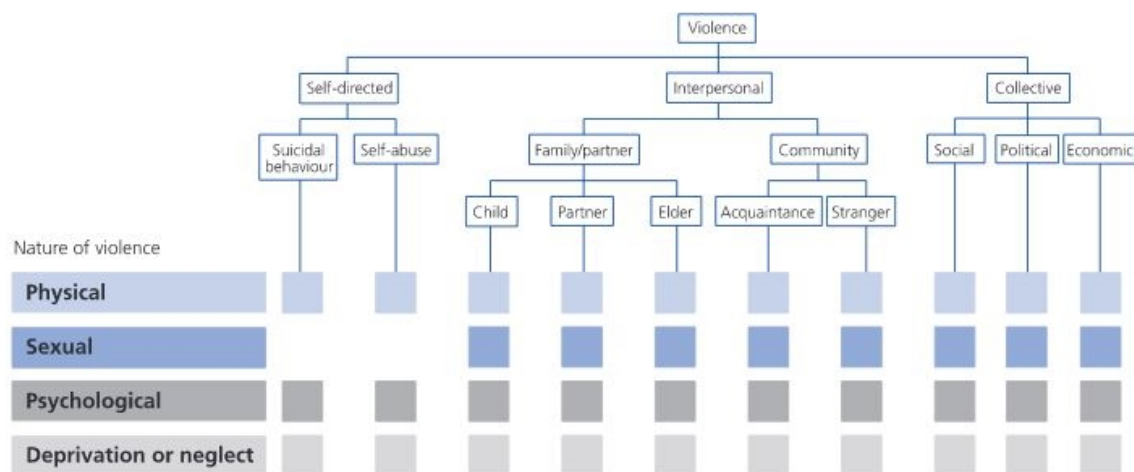 Violence
Self-directed
Interpersonal
Collective
Suicidal
behaviour
Self-abuse
Family/partner
Community
Social
Political
Economic
Child
Partner
Elder
Acquaintance
Stranger
Nature of violence
Physical
Sexual
Psychological
Deprivation or neglect